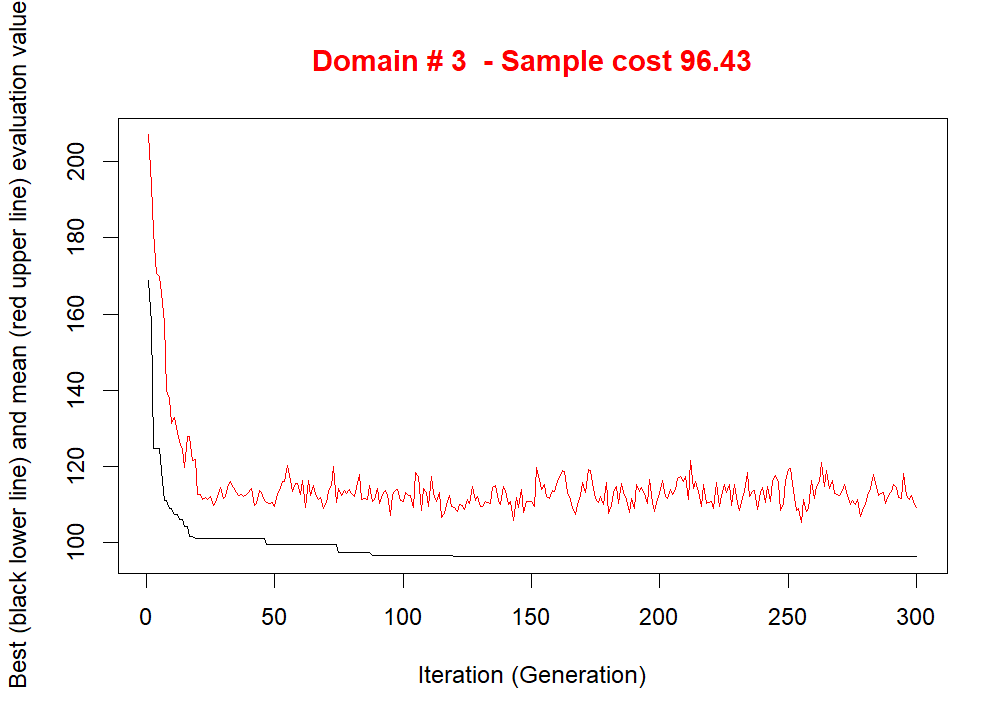 Domain # 3  - Sample cost 96.43
Best (black lower line) and mean (red upper line) evaluation value
200
180
160
140
120
100
0 50 100 150 200 250 300
Iteration (Generation)